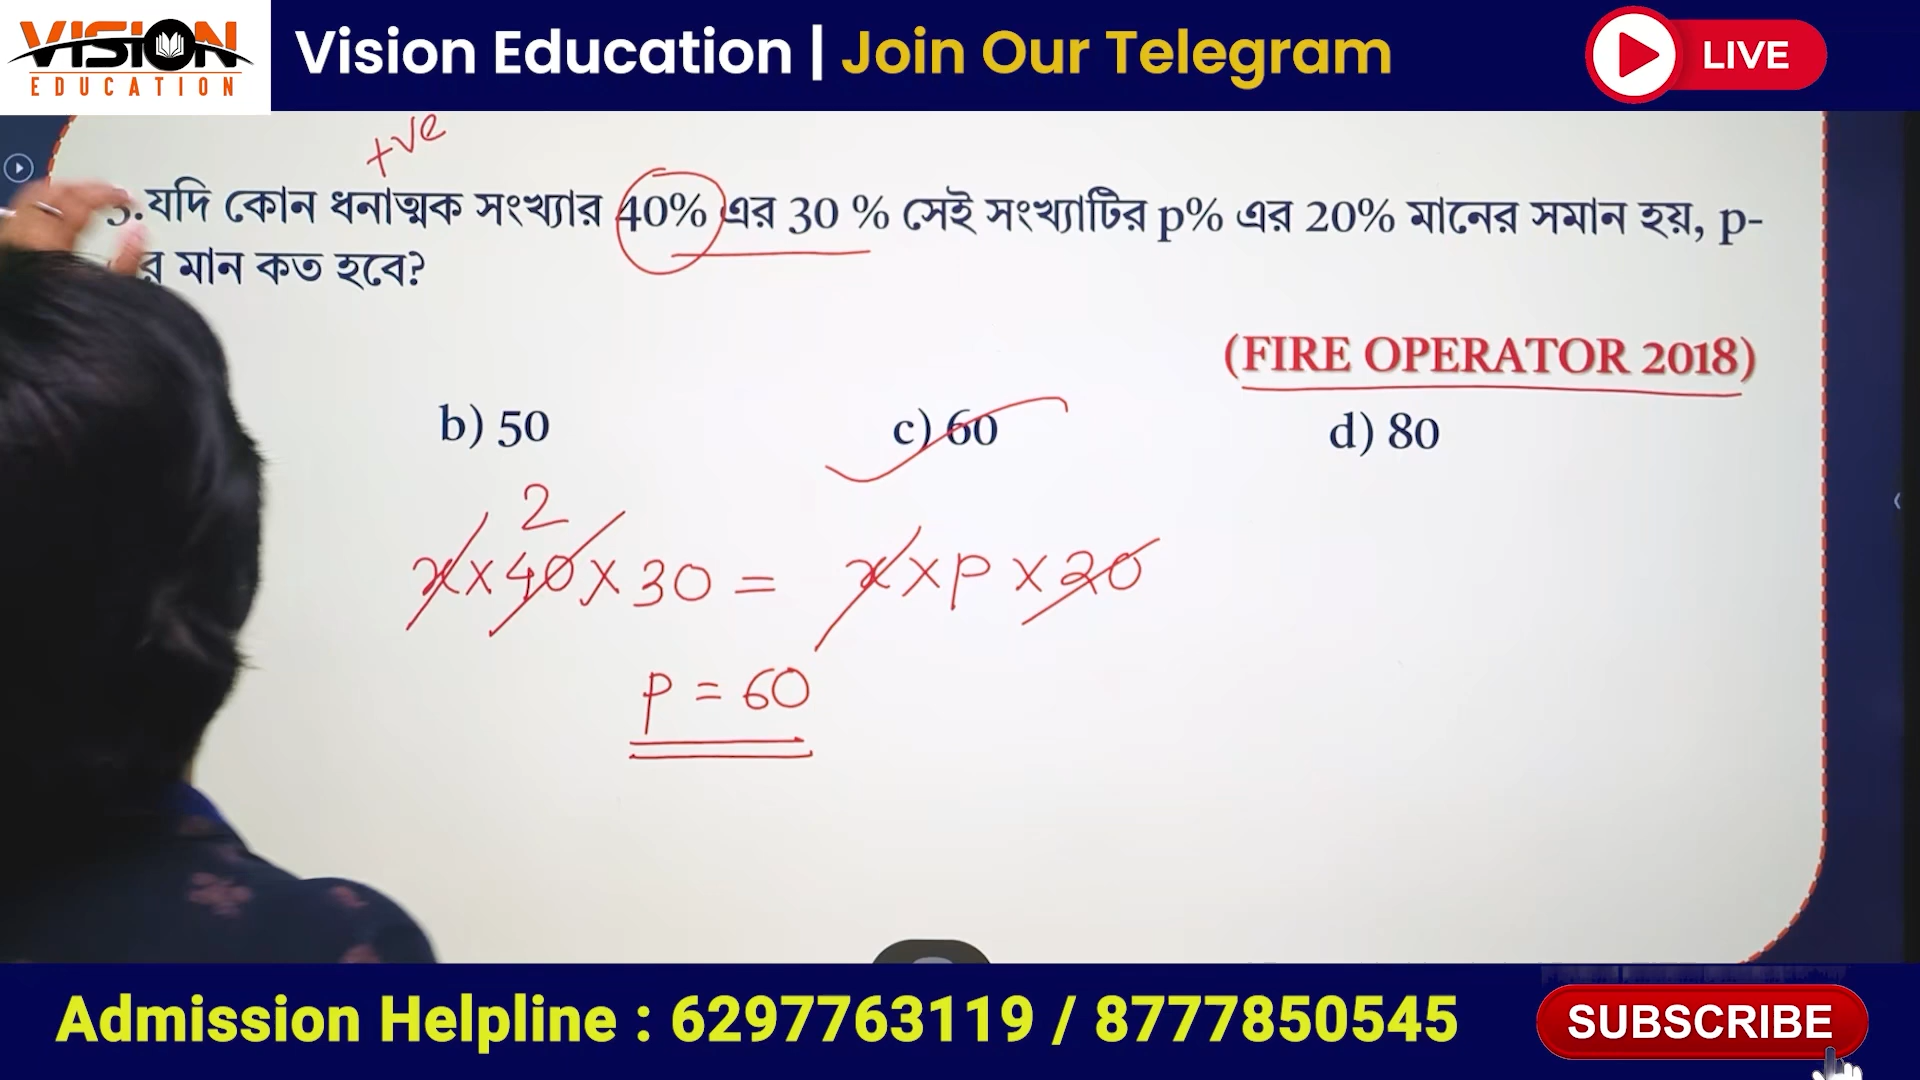 VISION
EDUCATION
Vision Education | Join Our Telegram
LIVE
+ve
যদি কোন ধনাত্মক সংখ্যার 40% এর 30 % সেই সংখ্যাটির p% এর 20% মানের সমান হয়, p-
র মান কত হবে?
(FIRE OPERATOR 2018)
b) 50 c) 60 d) 80
2
x × 40 × 30 = x × p × 20
p = 60
Admission Helpline : 6297763119 / 8777850545
SUBSCRIBE